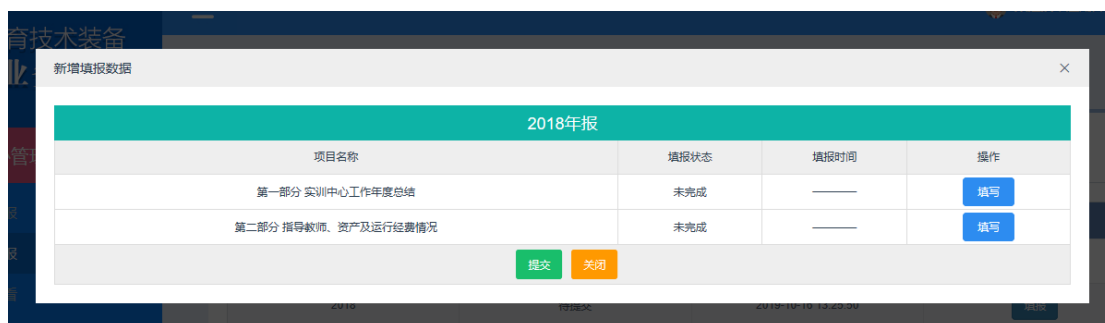 育技术装备
新增填报数据
2018年报
项目名称 填报状态 填报时间 操作
第一部分 实训中心工作年度总结 未完成 ——— 填写
第二部分 指导教师、资产及运行经费情况 未完成 ——— 填写
提交 关闭
2018 待提交 2019-10-16 13:25:50 填报